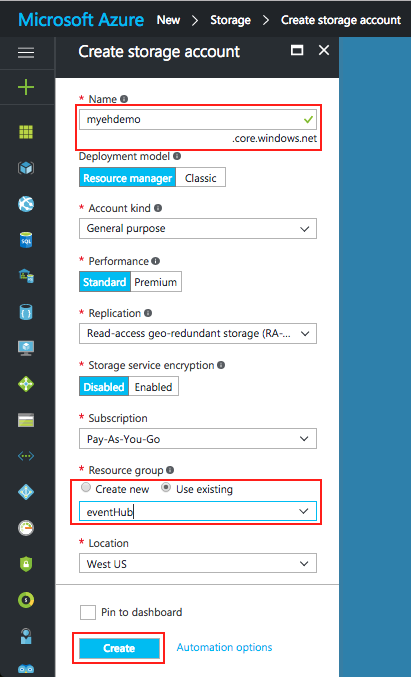 Microsoft Azure New > Storage > Create storage account
Create storage account
* Name
myehdemo
.core.windows.net
Deployment model
Resource manager Classic
* Account kind
General purpose
* Performance
Standard Premium
* Replication
Read-access geo-redundant storage (RA-...
* Storage service encryption
Disabled Enabled
* Subscription
Pay-As-You-Go
* Resource group
Create new Use existing
eventHub
* Location
West US
Pin to dashboard
Create Automation options